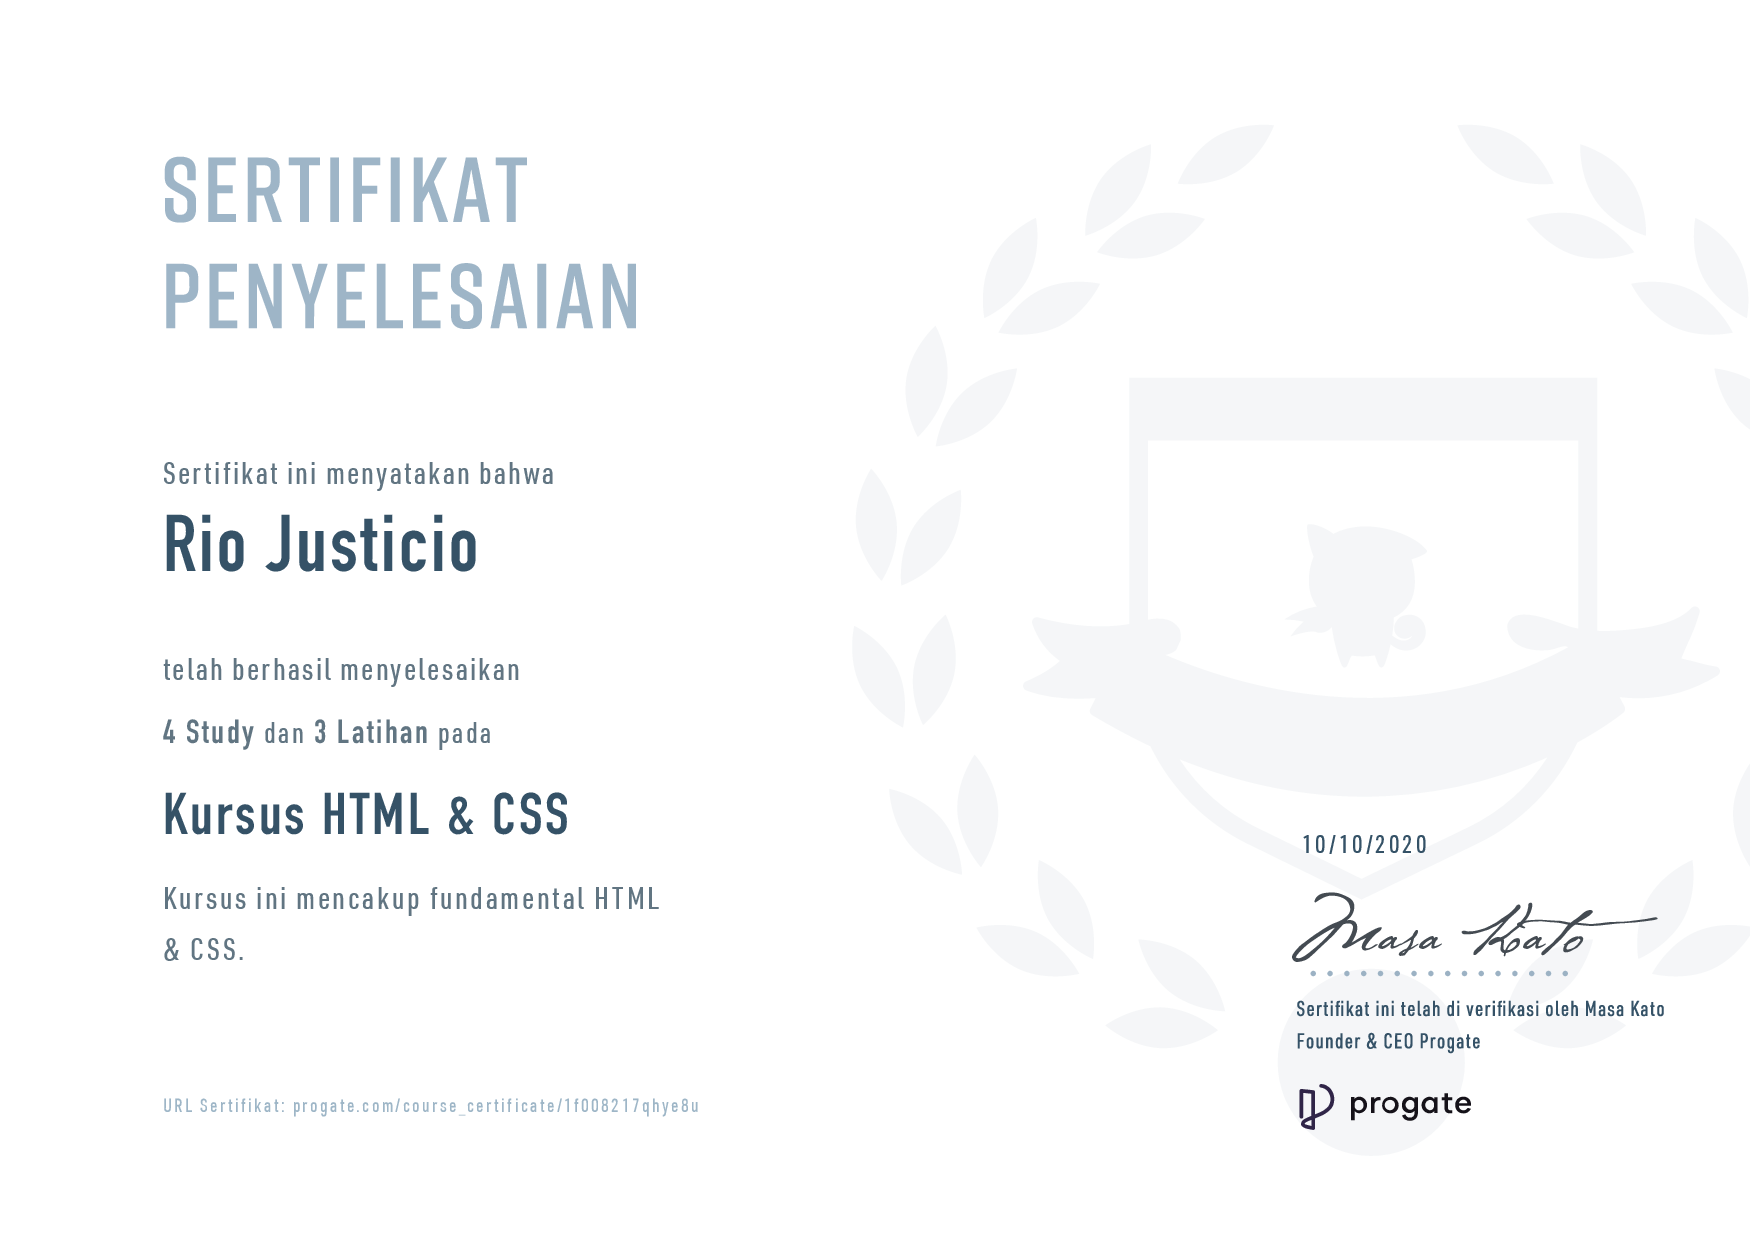 SERTIFIKAT
PENYELESAIAN
Sertifikat ini menyatakan bahwa
Rio Justicio
telah berhasil menyelesaikan
4 Study dan 3 Latihan pada
Kursus HTML & CSS
Kursus ini mencakup fundamental HTML
& CSS.
10/10/2020
Masa Kato
Sertifikat ini telah di verifikasi oleh Masa Kato
Founder & CEO Progate
progate
URL Sertifikat: progate.com/course_certificate/1f008217qhye8u